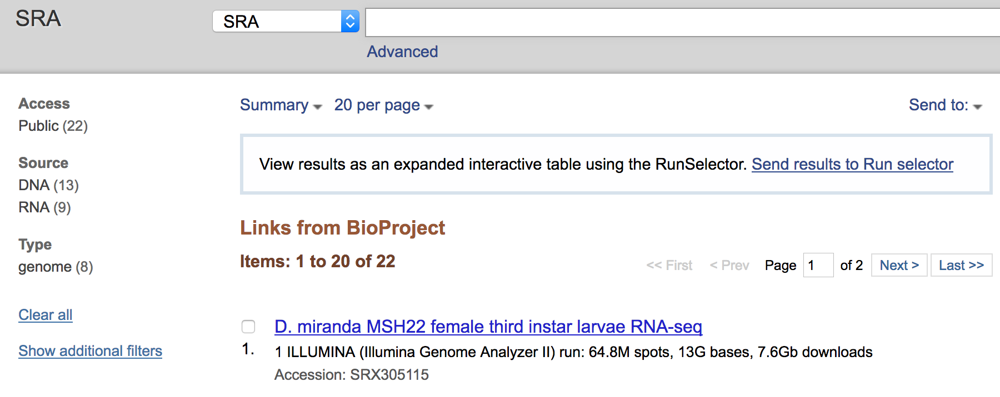 SRA
SRA
Advanced
Access
Public (22)
Source
DNA (13)
RNA (9)
Type
genome (8)
Clear all
Show additional filters
Summary 20 per page Send to:
View results as an expanded interactive table using the RunSelector. Send results to Run selector
Links from BioProject
Items: 1 to 20 of 22
<< First < Prev Page 1 of 2 Next > Last >>
D. miranda MSH22 female third instar larvae RNA-seq
1. 1 ILLUMINA (Illumina Genome Analyzer II) run: 64.8M spots, 13G bases, 7.6Gb downloads
Accession: SRX305115